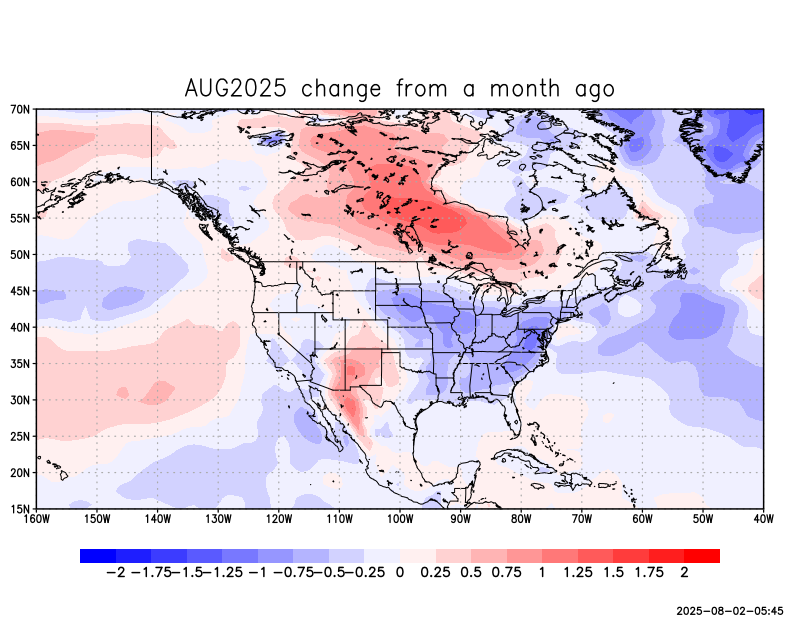 AUG2025 change from a month ago
70N
65N
60N
55N
50N
45N
40N
35N
30N
25N
20N
15N
160W 150W 140W 130W 120W 110W 100W 90W 80W 70W 60W 50W 40W
−2 −1.75 −1.5 −1.25 −1 −0.75 −0.5 −0.25 0 0.25 0.5 0.75 1 1.25 1.5 1.75 2
2025-08-02-05:45